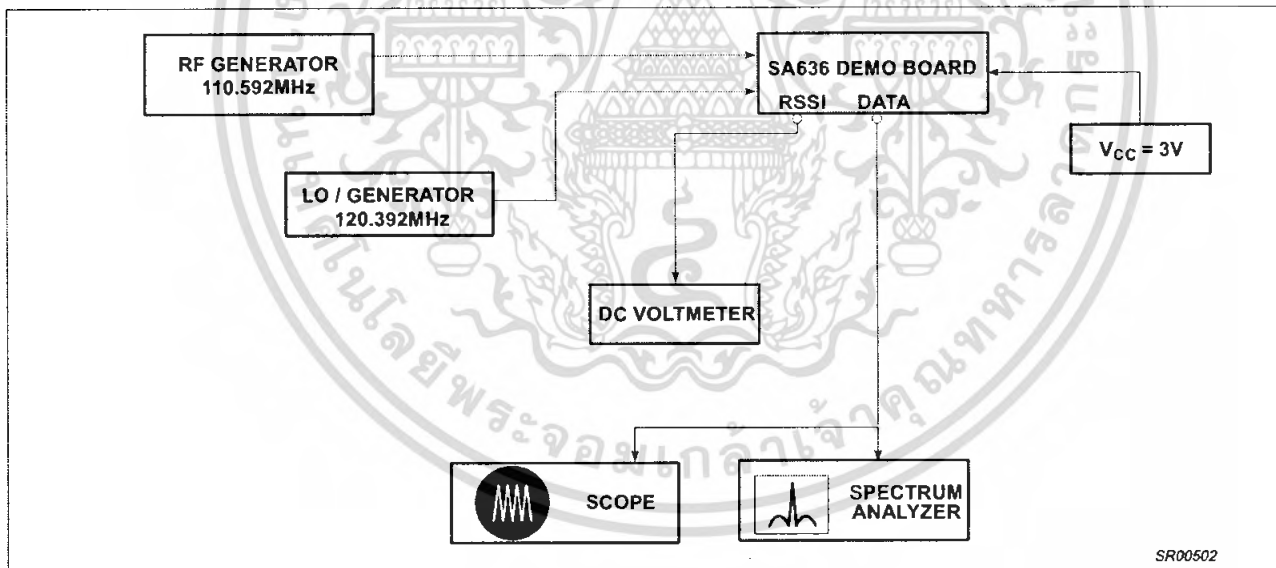 RF GENERATOR
110.592MHz
SA636 DEMO BOARD
RSSI DATA
VCC = 3V
LO / GENERATOR
120.392MHz
DC VOLTMETER
SCOPE
SPECTRUM
ANALYZER
SR00502